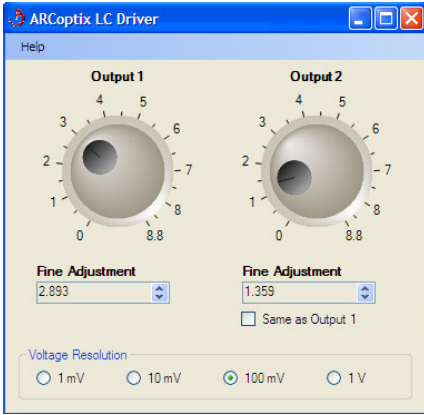 ARCoptix LC Driver
Help
Output 1
Output 2
0
1
2
3
4
5
6
7
8
8.8
0
1
2
3
4
5
6
7
8
8.8
Fine Adjustment
2.893
Fine Adjustment
1.359
Same as Output 1
Voltage Resolution
1 mV
10 mV
100 mV
1 V